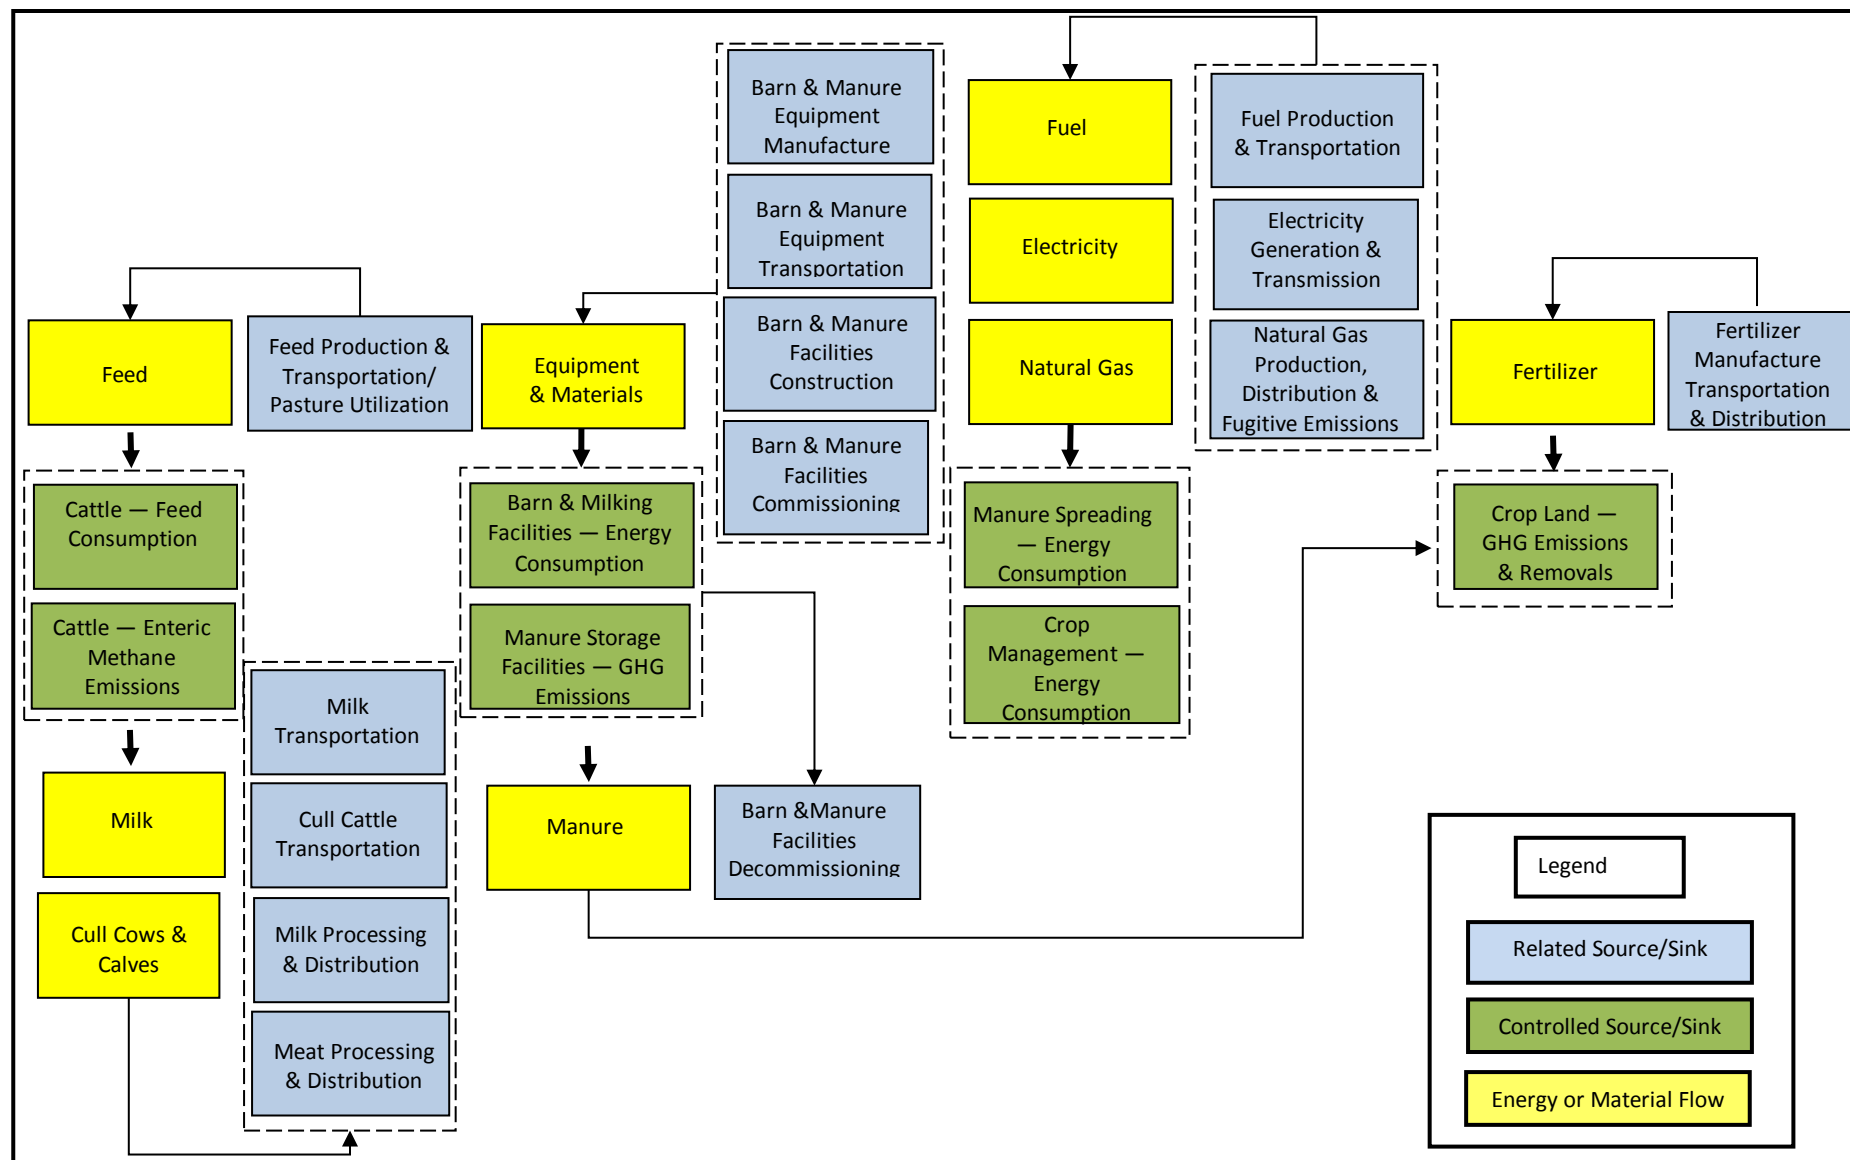 Barn & Manure
Equipment
Manufacture
Fuel
Fuel Production
& Transportation
Barn & Manure
Equipment
Transportation
Electricity
Electricity
Generation &
Transmission
Feed
Feed Production &
Transportation/
Pasture Utilization
Equipment
& Materials
Barn & Manure
Facilities
Construction
Natural Gas
Natural Gas
Production,
Distribution &
Fugitive Emissions
Fertilizer
Fertilizer
Manufacture
Transportation
& Distribution
Barn & Manure
Facilities
Commissioning
Cattle — Feed
Consumption
Barn & Milking
Facilities — Energy
Consumption
Manure Spreading
— Energy
Consumption
Crop Land —
GHG Emissions
& Removals
Cattle — Enteric
Methane
Emissions
Manure Storage
Facilities — GHG
Emissions
Crop
Management —
Energy
Consumption
Milk
Transportation
Milk
Cull Cattle
Transportation
Manure
Barn &Manure
Facilities
Decommissioning
Cull Cows &
Calves
Milk Processing
& Distribution
Meat Processing
& Distribution
Legend
Related Source/Sink
Controlled Source/Sink
Energy or Material Flow